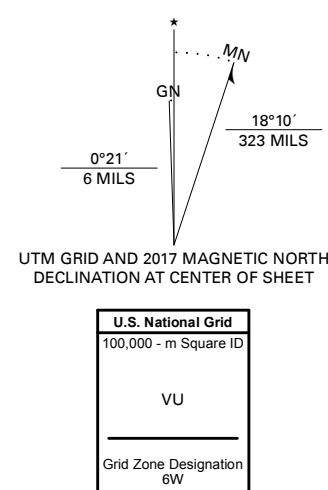 ★
MN
GN
18°10´
323 MILS
0°21´
6 MILS
UTM GRID AND 2017 MAGNETIC NORTH
DECLINATION AT CENTER OF SHEET
U.S. National Grid
100,000 - m Square ID
VU
Grid Zone Designation
6W